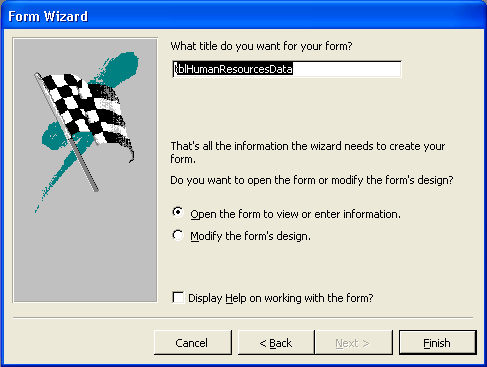 Form Wizard
What title do you want for your form?
tblHumanResourcesData
That's all the information the wizard needs to create your
form.
Do you want to open the form or modify the form's design?
Open the form to view or enter information.
Modify the form's design.
Display Help on working with the form?
Cancel
< Back
Next >
Finish